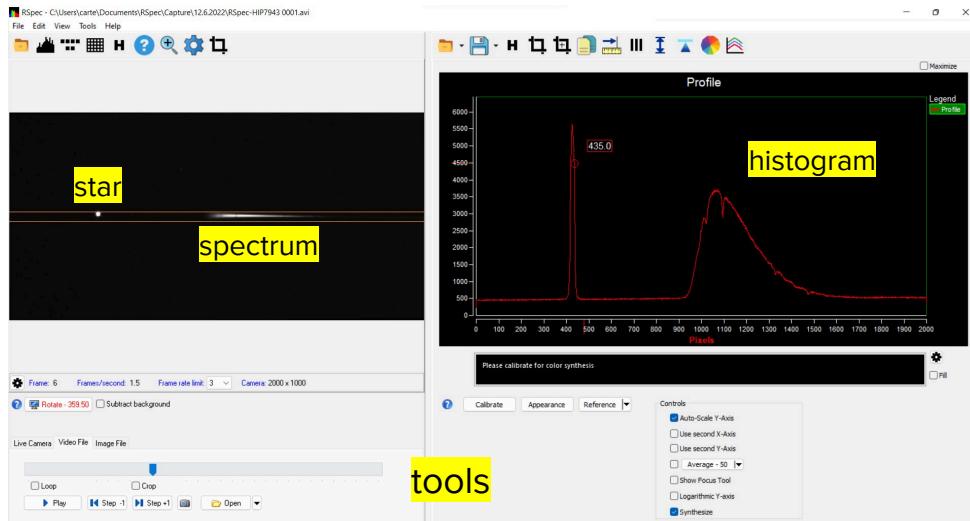 RSpec - C:\Users\carte\Documents\RSpec\Capture\12.6.2022\RSpec-HIP7943 0001.avi
File Edit View Tools Help
H
H
Maximize
Profile
Legend
Profile
6000
5500
5000
4500
4000
3500
3000
2500
2000
1500
1000
500
0
435.0
histogram
star
spectrum
0 100 200 300 400 500 600 700 800 900 1000 1100 1200 1300 1400 1500 1600 1700 1800 1900 2000
Pixels
Please calibrate for color synthesis
Fill
Frame: 6 Frames/second: 1.5 Frame rate limit: 3 Camera: 2000 x 1000
Rotate - 359.50 Subtract background
Live Camera Video File Image File
Loop Crop
Play Step -1 Step +1 Open
tools
Calibrate Appearance Reference
Controls
Auto-Scale Y-Axis
Use second X-Axis
Use second Y-Axis
Average - 50
Show Focus Tool
Logarithmic Y-axis
Synthesize